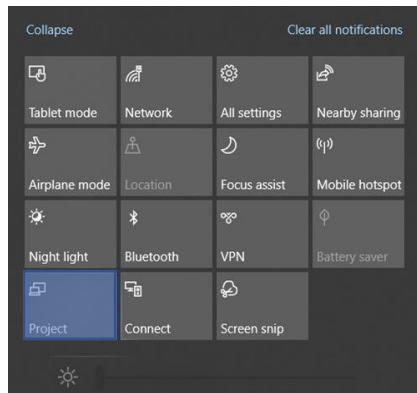 Collapse Clear all notifications
Tablet mode Network All settings Nearby sharing
Airplane mode Location Focus assist Mobile hotspot
Night light Bluetooth VPN Battery saver
Project Connect Screen snip